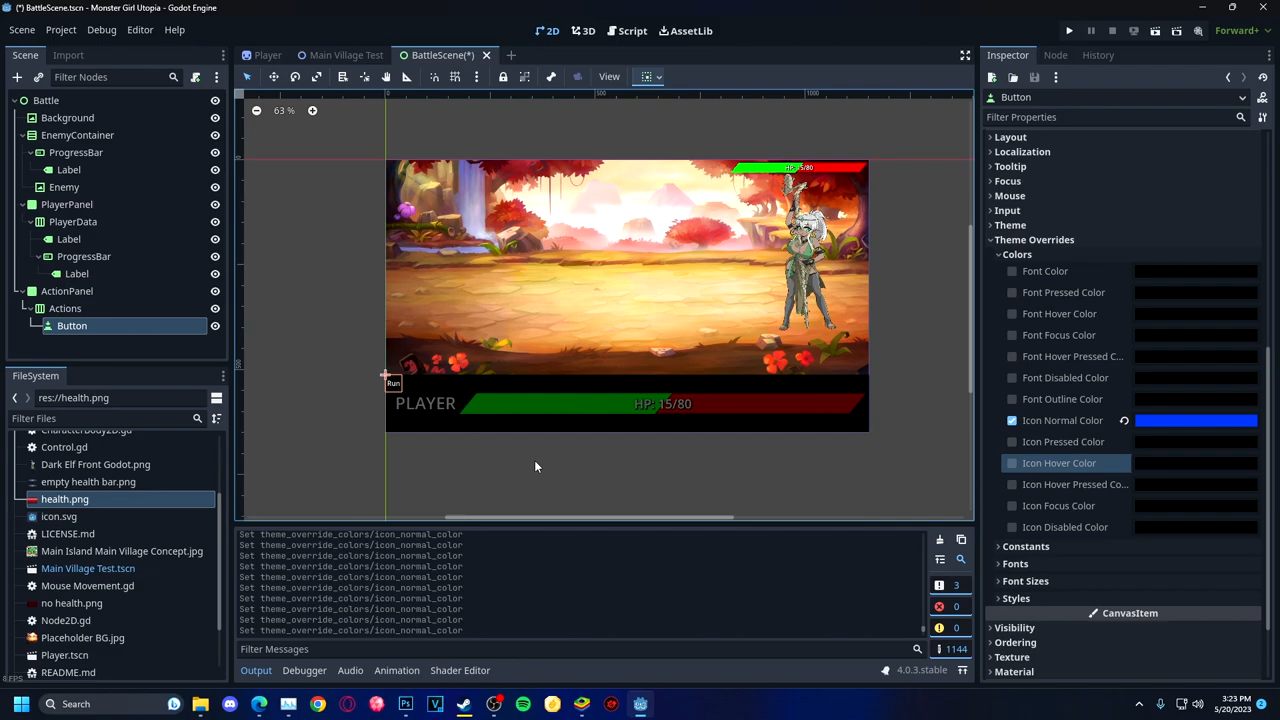 (*) BattleScene.tscn - Monster Girl Utopia - Godot Engine
Scene Project Debug Editor Help
2D 3D Script AssetLib
Forward+
Scene Import
Filter Nodes
Battle
Background
EnemyContainer
ProgressBar
Label
Enemy
PlayerPanel
PlayerData
Label
ProgressBar
Label
ActionPanel
Actions
Button
FileSystem
res://health.png
Filter Files
CharacterBody2D.gd
Control.gd
Dark Elf Front Godot.png
empty health bar.png
health.png
icon.svg
LICENSE.md
Main Island Main Village Concept.jpg
Main Village Test.tscn
Mouse Movement.gd
no health.png
Node2D.gd
Placeholder BG.jpg
Player.tscn
README.md
8 FPS
Player Main Village Test BattleScene(*)
View
63 %
0 500 1000
HP: 15/80
Run
PLAYER HP: 15/80
Set theme_override_colors/icon_normal_color
Set theme_override_colors/icon_normal_color
Set theme_override_colors/icon_normal_color
Set theme_override_colors/icon_normal_color
Set theme_override_colors/icon_normal_color
Set theme_override_colors/icon_normal_color
Set theme_override_colors/icon_normal_color
Set theme_override_colors/icon_normal_color
Set theme_override_colors/icon_normal_color
Set theme_override_colors/icon_normal_color
3
0
0
1144
Filter Messages
Output Debugger Audio Animation Shader Editor
4.0.3.stable
Inspector Node History
Button
Filter Properties
Layout
Localization
Tooltip
Focus
Mouse
Input
Theme
Theme Overrides
Colors
Font Color
Font Pressed Color
Font Hover Color
Font Focus Color
Font Hover Pressed C...
Font Disabled Color
Font Outline Color
Icon Normal Color
Icon Pressed Color
Icon Hover Color
Icon Hover Pressed Co...
Icon Focus Color
Icon Disabled Color
Constants
Fonts
Font Sizes
Styles
CanvasItem
Visibility
Ordering
Texture
Material
Search
3:23 PM
5/20/2023
2